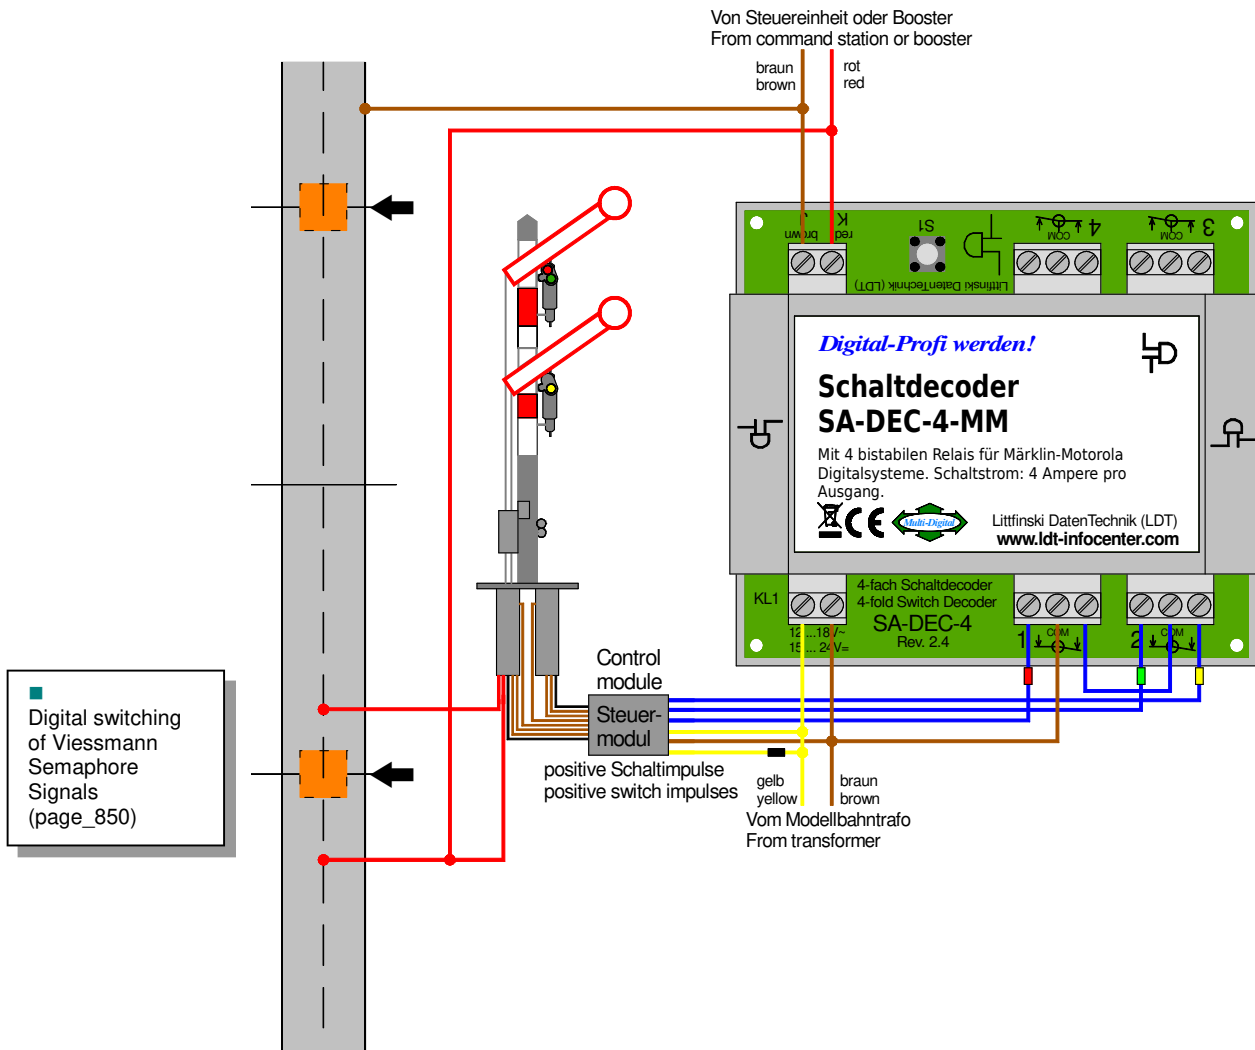 Von Steuereinheit oder Booster
From command station or booster
braun
brown
rot
red
J
brown
K
red
S1
COM
4
COM
3
Littfinski DatenTechnik (LDT)
Digital-Profi werden!
Schaltdecoder
SA-DEC-4-MM
Mit 4 bistabilen Relais für Märklin-Motorola
Digitalsysteme. Schaltstrom: 4 Ampere pro
Ausgang.
CE
Multi-Digital
Littfinski DatenTechnik (LDT)
www.ldt-infocenter.com
KL1
4-fach Schaltdecoder
4-fold Switch Decoder
SA-DEC-4
Rev. 2.4
12...18V~
15... 24V=
1
COM
2
COM
Control
module
Steuer-
modul
positive Schaltimpulse
positive switch impulses
gelb
yellow
braun
brown
Vom Modellbahntrafo
From transformer
Digital switching
of Viessmann
Semaphore
Signals
(page_850)